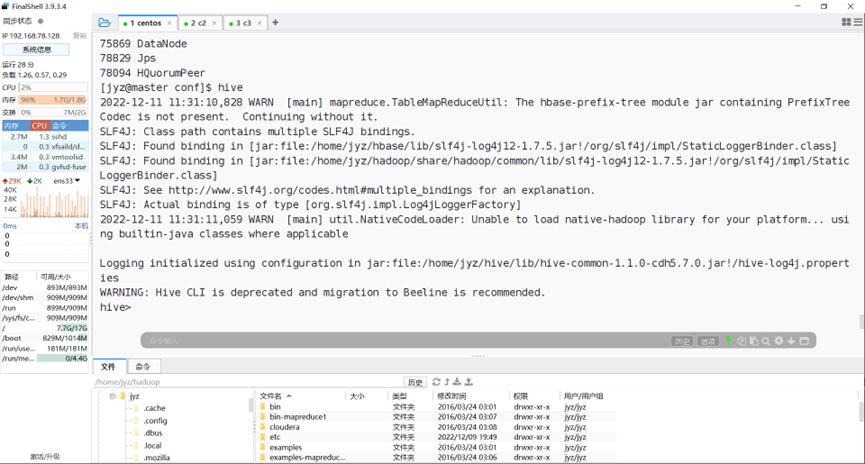 FinalShell 3.9.3.4
同步状态
IP 192.168.78.128 复制
系统信息
运行 28 分
负载 1.26, 0.57, 0.29
CPU 2%
内存 96% 1.7G/1.8G
交换 0% 7M/2G
内存 CPU 命令
2.7M 1.3 sshd
0 0.3 xfsaild/d...
3.4M 0.3 vmtoolsd
2M 0.3 gvfsd-fuse
29K 2K ens33
40K
28K
14K
0ms 本机
0
0
0
路径 可用/大小
/dev 893M/893M
/dev/shm 909M/909M
/run 899M/909M
/sys/fs/c... 909M/909M
/ 7.7G/17G
/boot 829M/1014M
/run/use... 181M/181M
/run/me... 0/4.4G
激活/升级
1 centos × 2 c2 × 3 c3 × +
75869 DataNode
78829 Jps
78094 HQuorumPeer
[jyz@master conf]$ hive
2022-12-11 11:31:10,828 WARN [main] mapreduce.TableMapReduceUtil: The hbase-prefix-tree module jar containing PrefixTree
Codec is not present. Continuing without it.
SLF4J: Class path contains multiple SLF4J bindings.
SLF4J: Found binding in [jar:file:/home/jyz/hbase/lib/slf4j-log4j12-1.7.5.jar!/org/slf4j/impl/StaticLoggerBinder.class]
SLF4J: Found binding in [jar:file:/home/jyz/hadoop/share/hadoop/common/lib/slf4j-log4j12-1.7.5.jar!/org/slf4j/impl/Static
LoggerBinder.class]
SLF4J: See http://www.slf4j.org/codes.html#multiple_bindings for an explanation.
SLF4J: Actual binding is of type [org.slf4j.impl.Log4jLoggerFactory]
2022-12-11 11:31:11,059 WARN [main] util.NativeCodeLoader: Unable to load native-hadoop library for your platform... usi
ng builtin-java classes where applicable
Logging initialized using configuration in jar:file:/home/jyz/hive/lib/hive-common-1.1.0-cdh5.7.0.jar!/hive-log4j.propert
ies
WARNING: Hive CLI is deprecated and migration to Beeline is recommended.
hive>
命令输入 历史 选项
文件 命令
/home/jyz/hadoop 历史
jyz
.cache
.config
.dbus
.local
.mozilla
文件名 大小 类型 修改时间 权限 用户/用户组
bin 文件夹 2016/03/24 03:01 drwxr-xr-x jyz/jyz
bin-mapreduce1 文件夹 2016/03/24 03:07 drwxr-xr-x jyz/jyz
cloudera 文件夹 2016/03/24 03:08 drwxr-xr-x jyz/jyz
etc 文件夹 2022/12/09 19:49 drwxr-xr-x jyz/jyz
examples 文件夹 2016/03/24 03:01 drwxr-xr-x jyz/jyz
examples-mapreduc... 文件夹 2016/03/24 03:06 drwxr-xr-x jyz/jyz